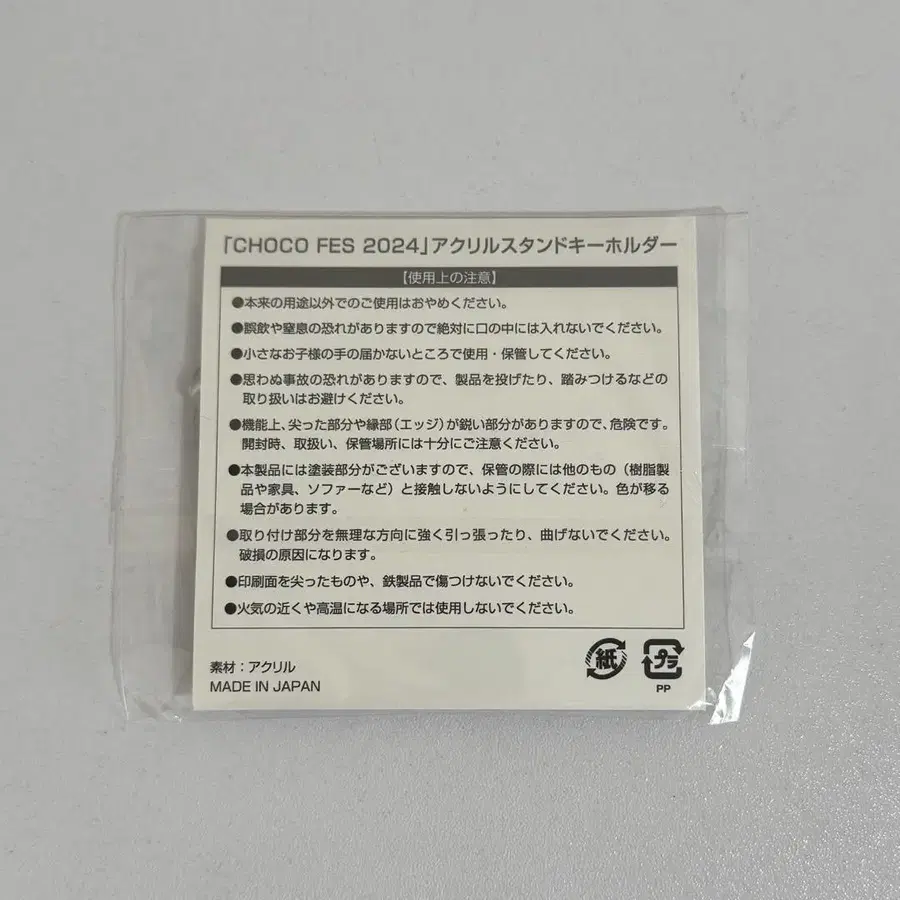 「CHOCO FES 2024」アクリルスタンドキーホルダー
【使用上の注意】
●本来の用途以外でのご使用はおやめください。
●誤飲や窒息の恐れがありますので絶対に口の中には入れないでください。
●小さなお子様の手の届かないところで使用・保管してください。
●思わぬ事故の恐れがありますので、製品を投げたり、踏みつけるなどの
取り扱いはお避けください。
●機能上、尖った部分や縁部(エッジ)が鋭い部分がありますので、危険です。
開封時、取扱い、保管場所には十分にご注意ください。
●本製品には塗装部分がございますので、保管の際には他のもの（樹脂製
品や家具、ソファーなど）と接触しないようにしてください。色が移る
場合があります。
●取り付け部分を無理な方向に強く引っ張ったり、曲げないでください。
破損の原因になります。
●印刷面を尖ったものや、鉄製品で傷つけないでください。
●火気の近くや高温になる場所では使用しないでください。
紙
プラ
PP
素材：アクリル
MADE IN JAPAN